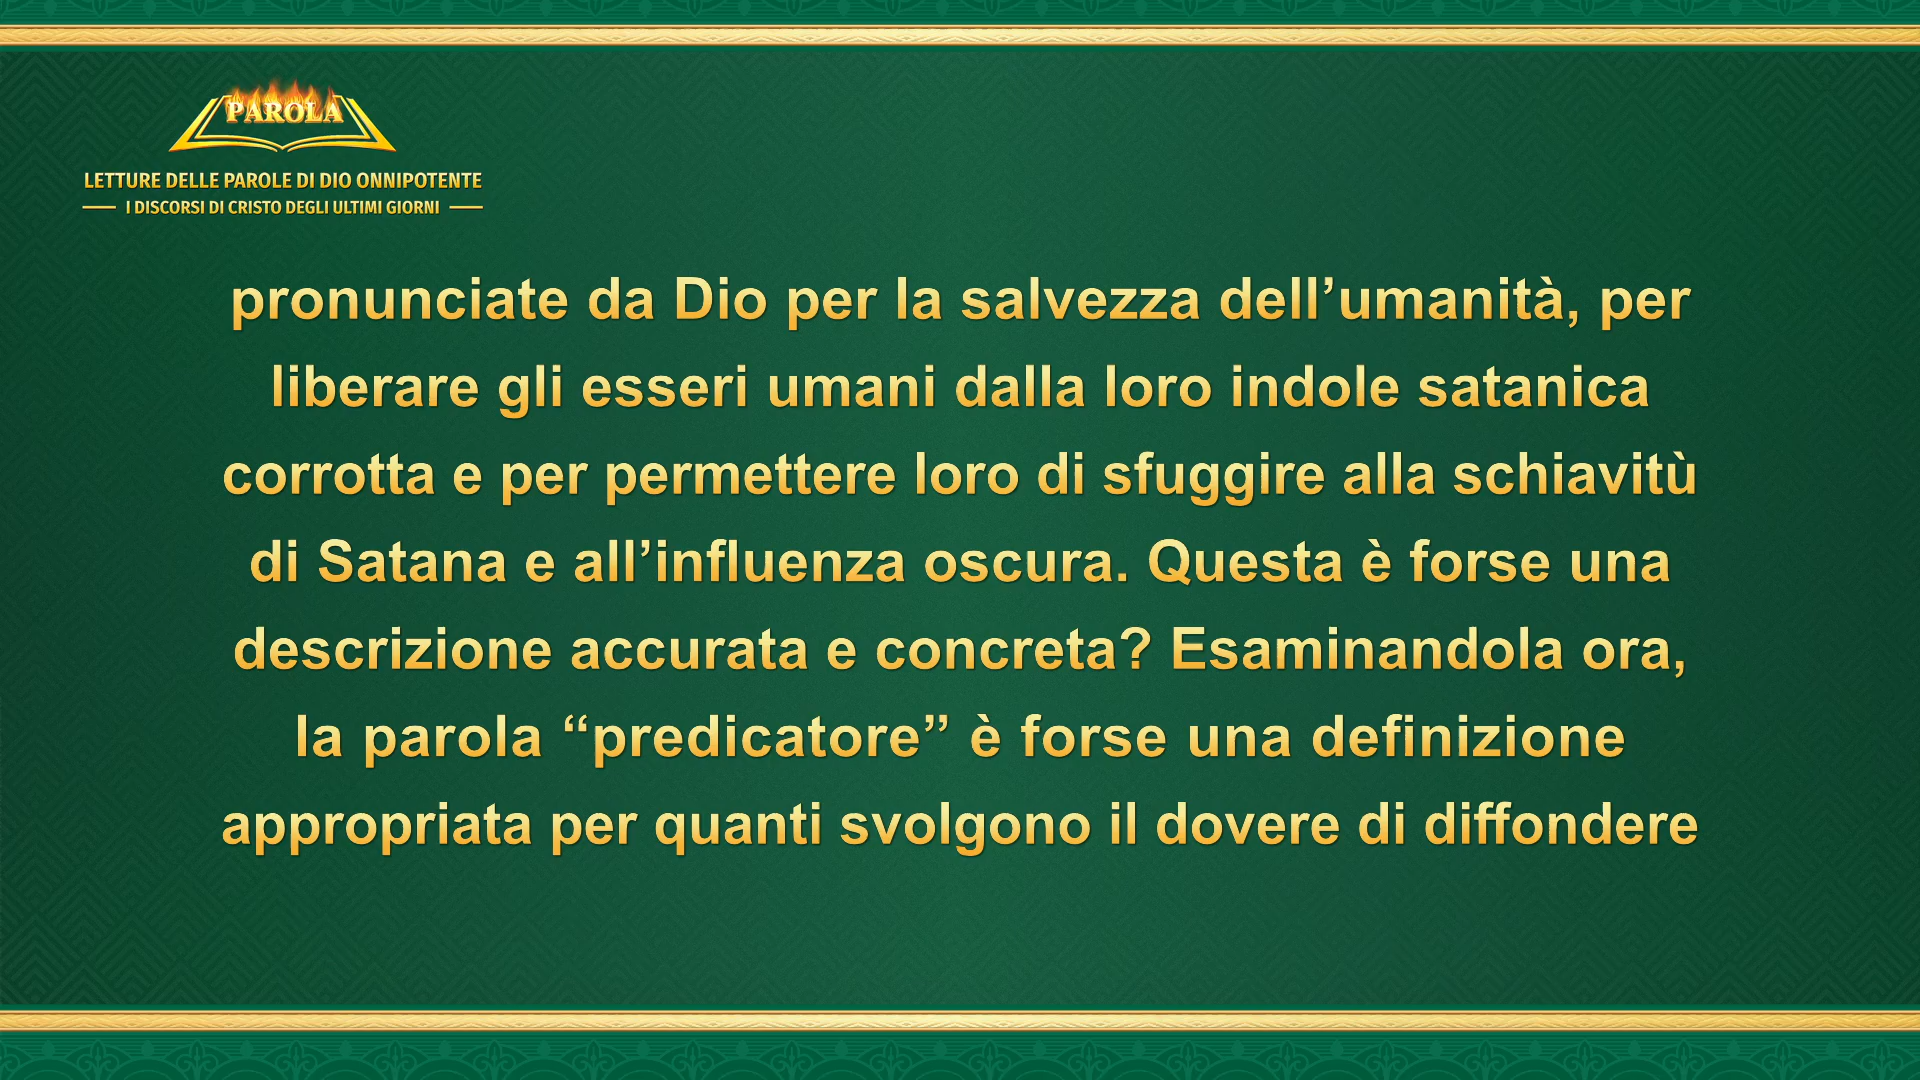 PAROLA
LETTURE DELLE PAROLE DI DIO ONNIPOTENTE
I DISCORSI DI CRISTO DEGLI ULTIMI GIORNI
pronunciate da Dio per la salvezza dell’umanità, per
liberare gli esseri umani dalla loro indole satanica
corrotta e per permettere loro di sfuggire alla schiavitù
di Satana e all’influenza oscura. Questa è forse una
descrizione accurata e concreta? Esaminandola ora,
la parola “predicatore” è forse una definizione
appropriata per quanti svolgono il dovere di diffondere